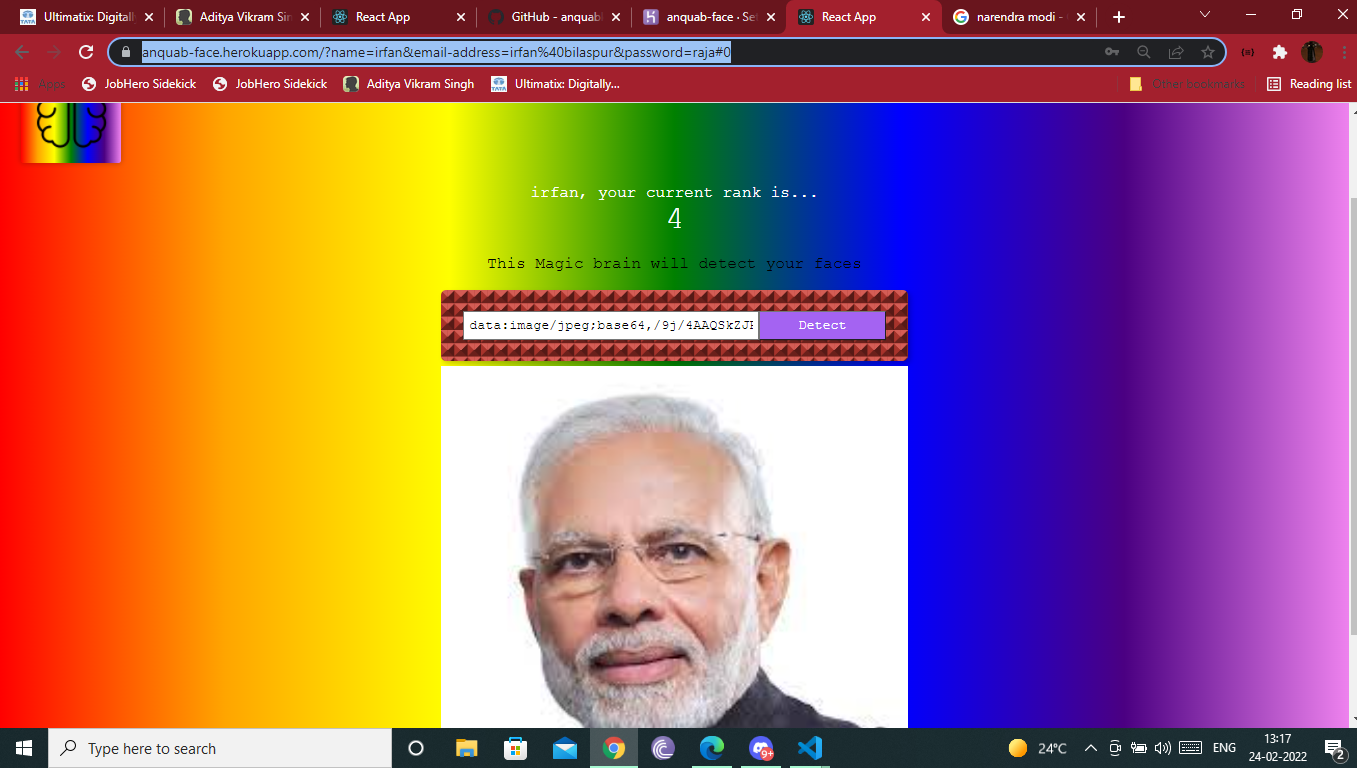 Ultimatix: Digitally
Aditya Vikram Sin
React App
GitHub - anquab
anquab-face · Se
React App
narendra modi -
anquab-face.herokuapp.com/?name=irfan&email-address=irfan%40bilaspur&password=raja#0
Apps
JobHero Sidekick
JobHero Sidekick
Aditya Vikram Singh
Ultimatix: Digitally...
Other bookmarks
Reading list
irfan, your current rank is...
4
This Magic brain will detect your faces
data:image/jpeg;base64,/9j/4AAQSkZJR
Detect
Type here to search
9+
24°C
ENG
13:17
24-02-2022
2